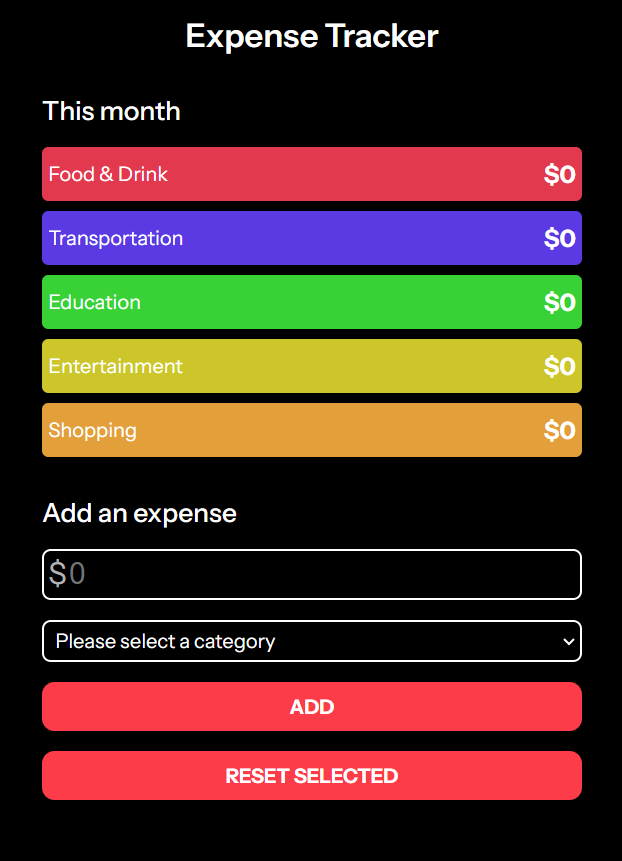 Expense Tracker
This month
Food & Drink $0
Transportation $0
Education $0
Entertainment $0
Shopping $0
Add an expense
$0
Please select a category
ADD
RESET SELECTED